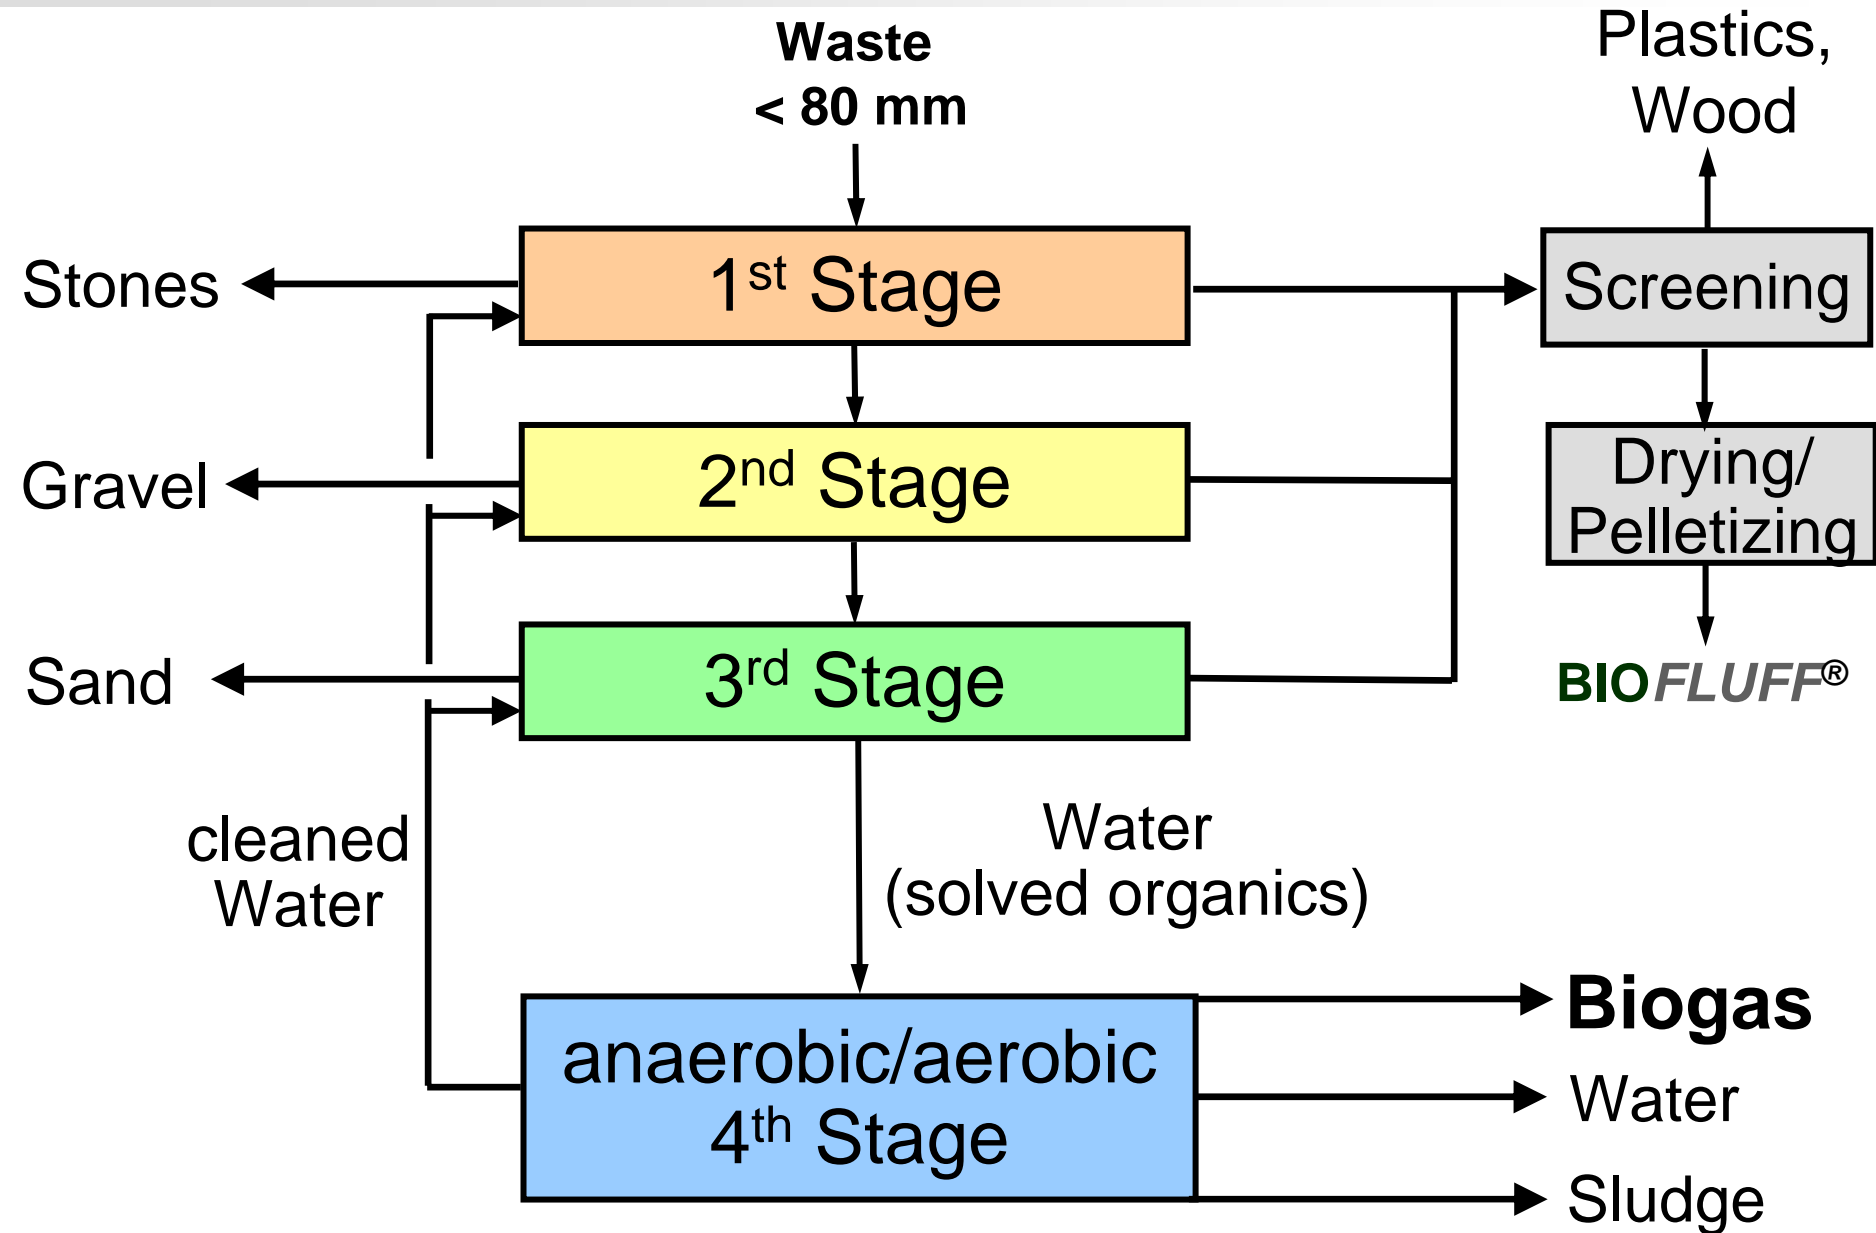 Waste
< 80 mm
Plastics,
Wood
Stones
1st Stage
Screening
Gravel
2nd Stage
Drying/
Pelletizing
Sand
3rd Stage
BIOFLUFF®
cleaned
Water
Water
(solved organics)
anaerobic/aerobic
4th Stage
Biogas
Water
Sludge